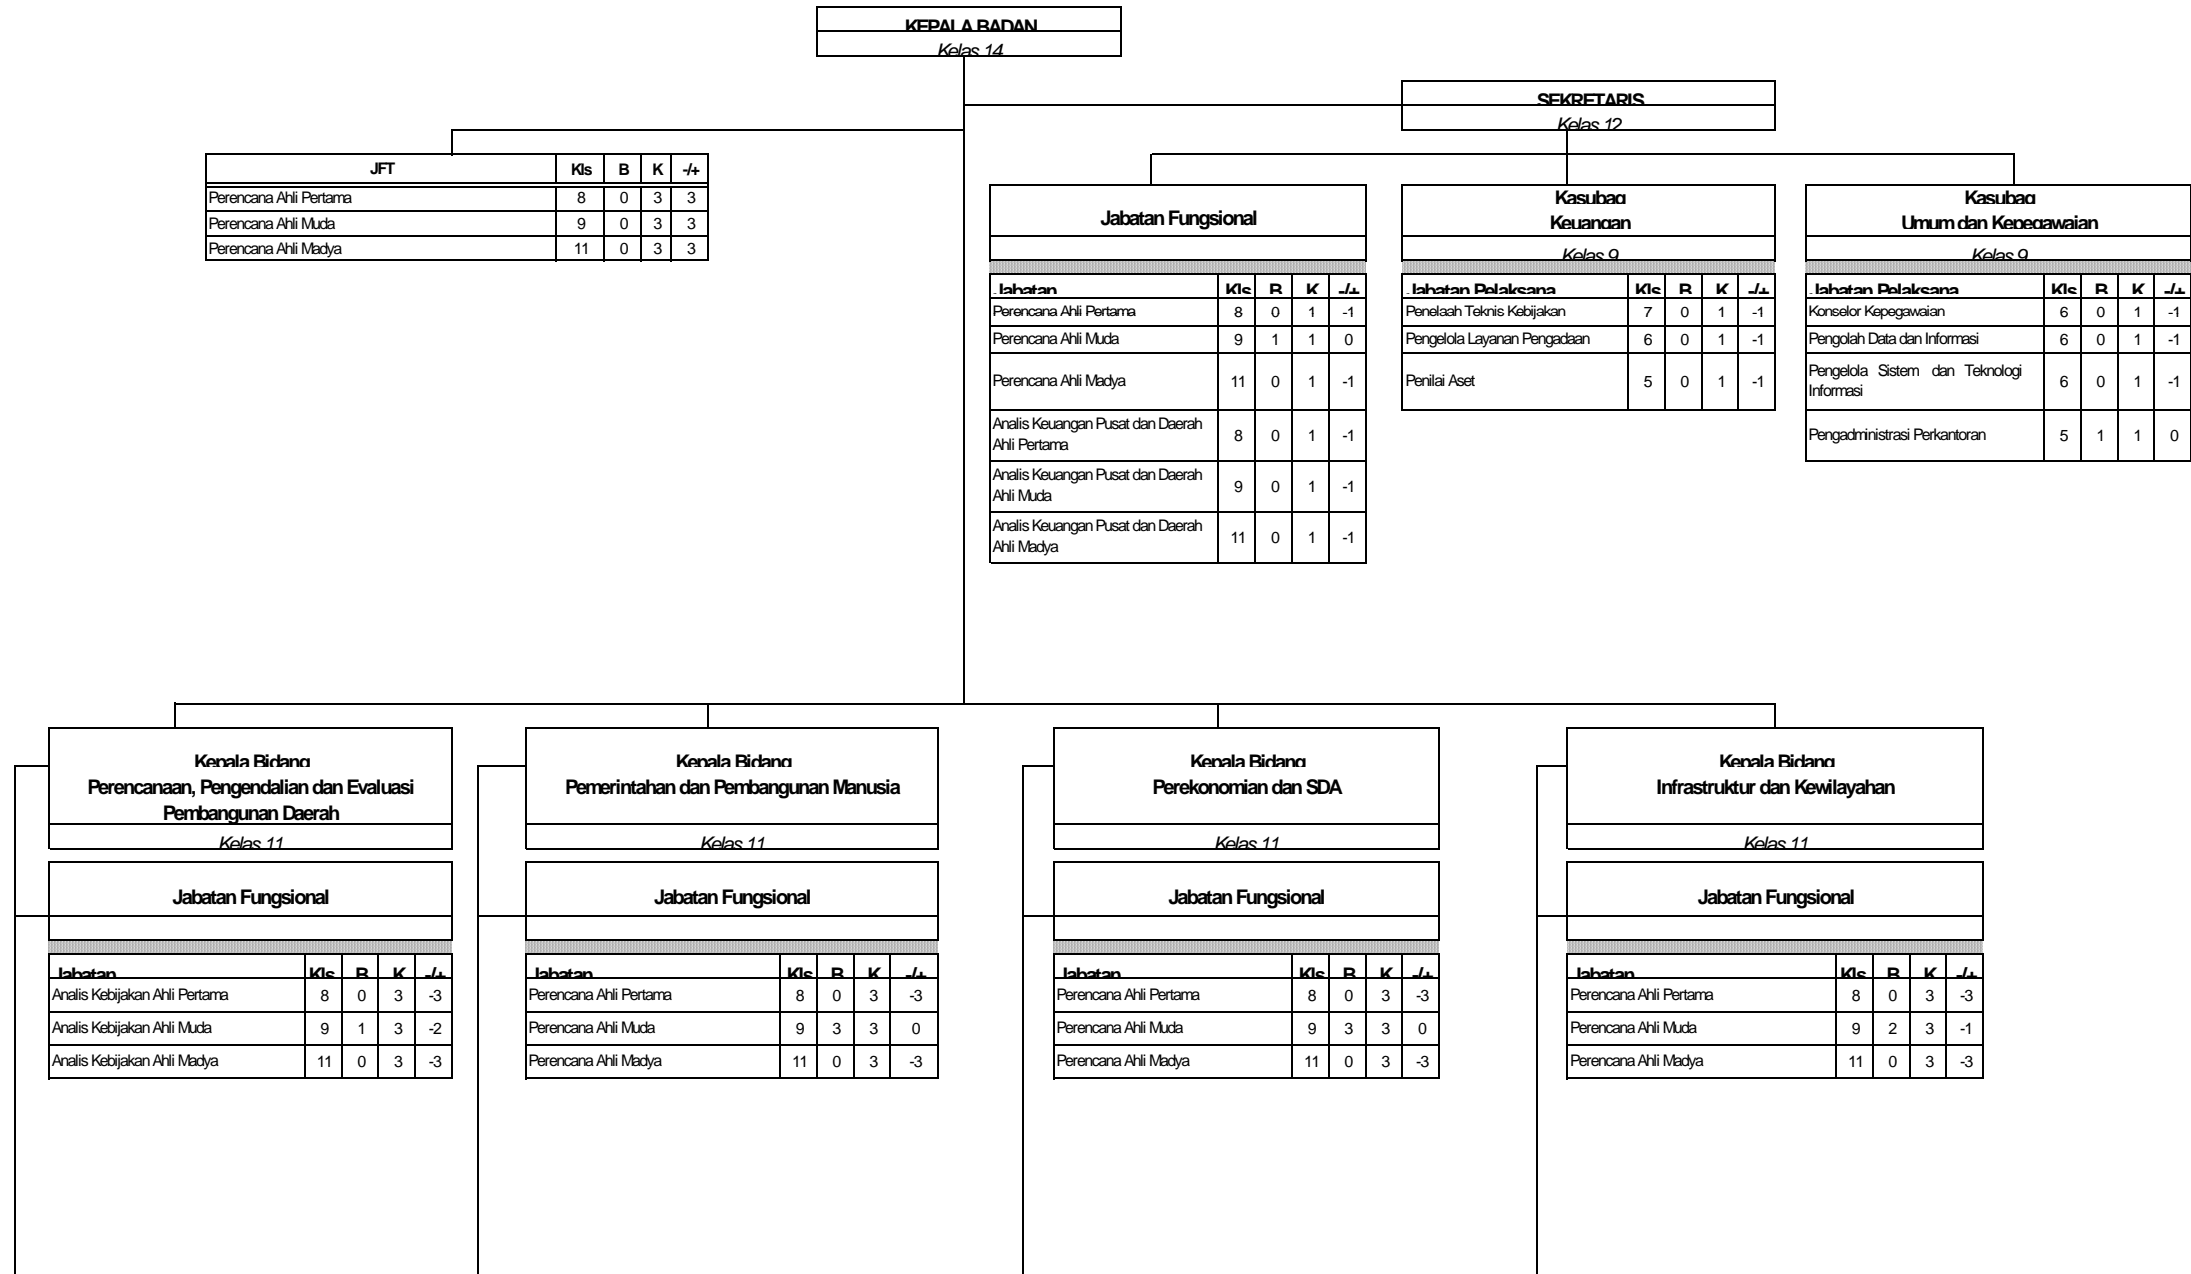 KEPALA BADAN
Kelas 14
SEKRETARIS
Kelas 12
JFT Kls B K -/+
Perencana Ahli Pertama 8 0 3 3
Perencana Ahli Muda 9 0 3 3
Perencana Ahli Madya 11 0 3 3
Jabatan Fungsional
Jabatan Kls B K -/+
Perencana Ahli Pertama 8 0 1 -1
Perencana Ahli Muda 9 1 1 0
Perencana Ahli Madya 11 0 1 -1
Analis Keuangan Pusat dan Daerah
Ahli Pertama 8 0 1 -1
Analis Keuangan Pusat dan Daerah
Ahli Muda 9 0 1 -1
Analis Keuangan Pusat dan Daerah
Ahli Madya 11 0 1 -1
Kasubag
Keuangan
Kelas 9
Jabatan Pelaksana Kls B K -/+
Penelaah Teknis Kebijakan 7 0 1 -1
Pengelola Layanan Pengadaan 6 0 1 -1
Penilai Aset 5 0 1 -1
Kasubag
Umum dan Kepegawaian
Kelas 9
Jabatan Pelaksana Kls B K -/+
Konselor Kepegawaian 6 0 1 -1
Pengolah Data dan Informasi 6 0 1 -1
Pengelola Sistem dan Teknologi
Informasi 6 0 1 -1
Pengadministrasi Perkantoran 5 1 1 0
Kepala Bidang
Perencanaan, Pengendalian dan Evaluasi
Pembangunan Daerah
Kelas 11
Jabatan Fungsional
Jabatan Kls B K -/+
Analis Kebijakan Ahli Pertama 8 0 3 -3
Analis Kebijakan Ahli Muda 9 1 3 -2
Analis Kebijakan Ahli Madya 11 0 3 -3
Kepala Bidang
Pemerintahan dan Pembangunan Manusia
Kelas 11
Jabatan Fungsional
Jabatan Kls B K -/+
Perencana Ahli Pertama 8 0 3 -3
Perencana Ahli Muda 9 3 3 0
Perencana Ahli Madya 11 0 3 -3
Kepala Bidang
Perekonomian dan SDA
Kelas 11
Jabatan Fungsional
Jabatan Kls B K -/+
Perencana Ahli Pertama 8 0 3 -3
Perencana Ahli Muda 9 3 3 0
Perencana Ahli Madya 11 0 3 -3
Kepala Bidang
Infrastruktur dan Kewilayahan
Kelas 11
Jabatan Fungsional
Jabatan Kls B K -/+
Perencana Ahli Pertama 8 0 3 -3
Perencana Ahli Muda 9 2 3 -1
Perencana Ahli Madya 11 0 3 -3